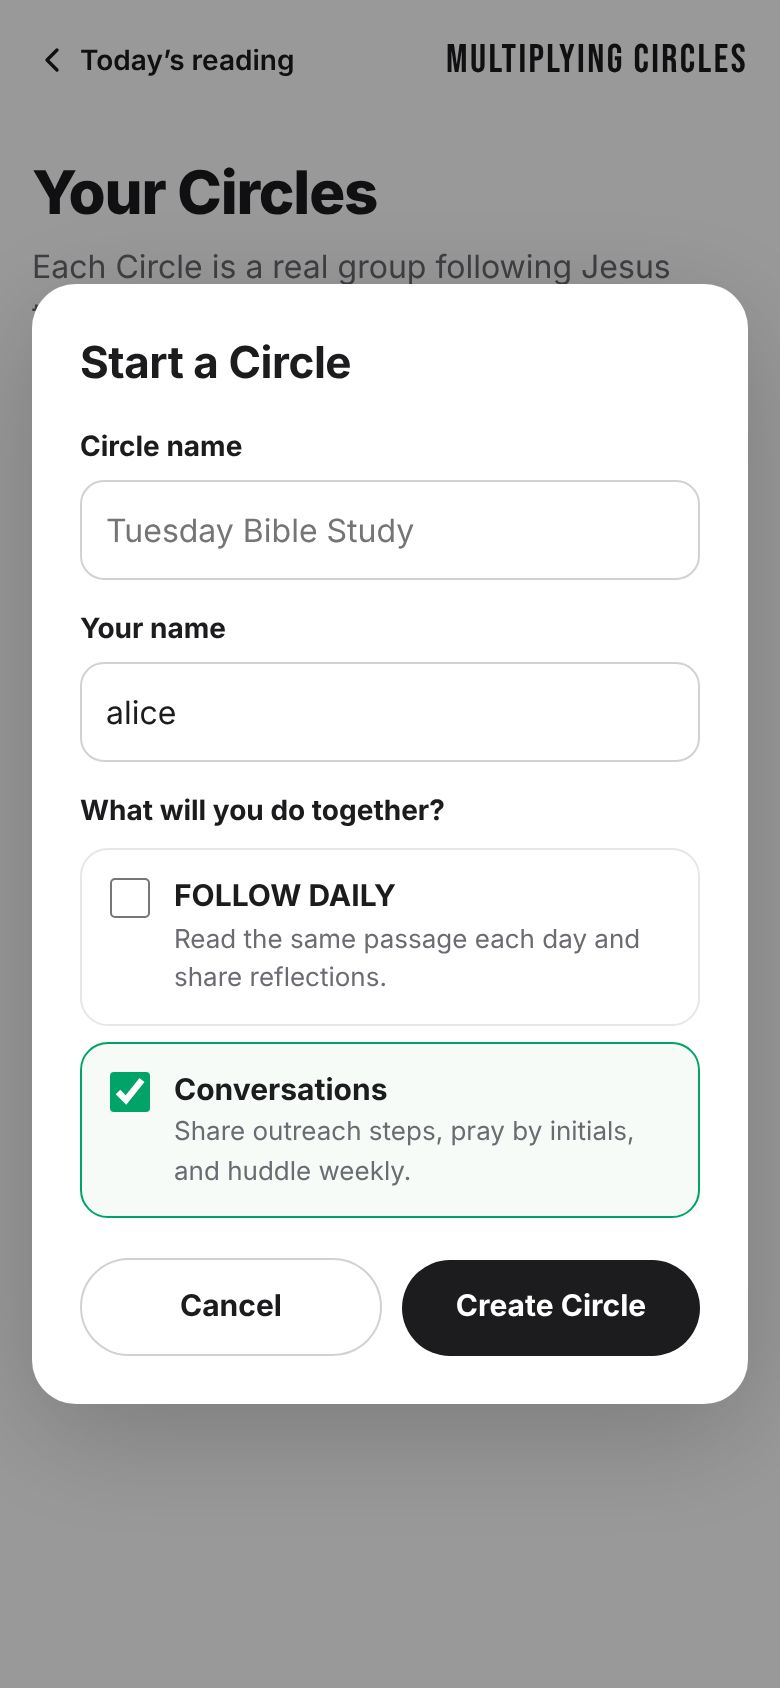 Today’s reading
MULTIPLYING CIRCLES
Your Circles
Each Circle is a real group following Jesus
Start a Circle
Circle name
Tuesday Bible Study
Your name
alice
What will you do together?
FOLLOW DAILY
Read the same passage each day and
share reflections.
Conversations
Share outreach steps, pray by initials,
and huddle weekly.
Cancel
Create Circle